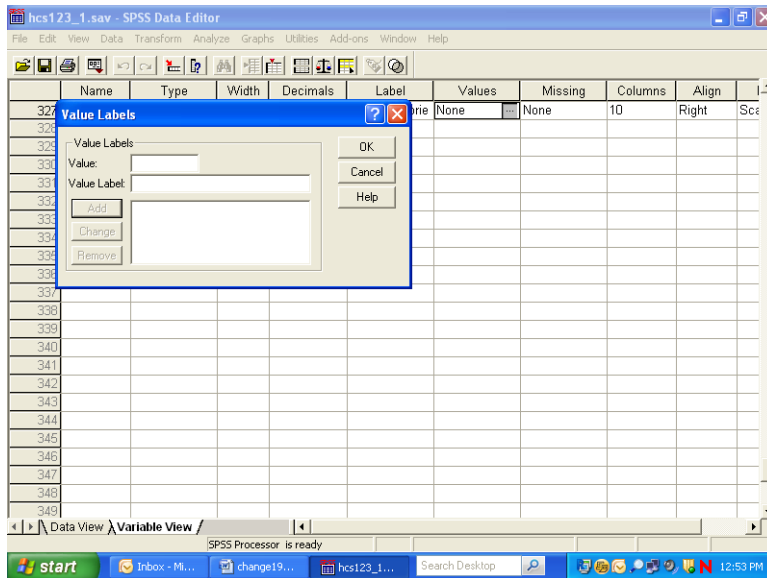 hcs123_1.sav - SPSS Data Editor
File Edit View Data Transform Analyze Graphs Utilities Add-ons Window Help
Name Type Width Decimals Label Values Missing Columns Align
327 None None 10 Right Sca
Value Labels
328
329 Value Labels OK
330 Value:
Cancel
331 Value Label:
332 Help
Add
333
334 Change
335 Remove
336
337
338
339
340
341
342
343
344
345
346
347
348
349
Data View Variable View
SPSS Processor is ready
start Inbox - Mi... change19... hcs123_1... Search Desktop 12:53 PM